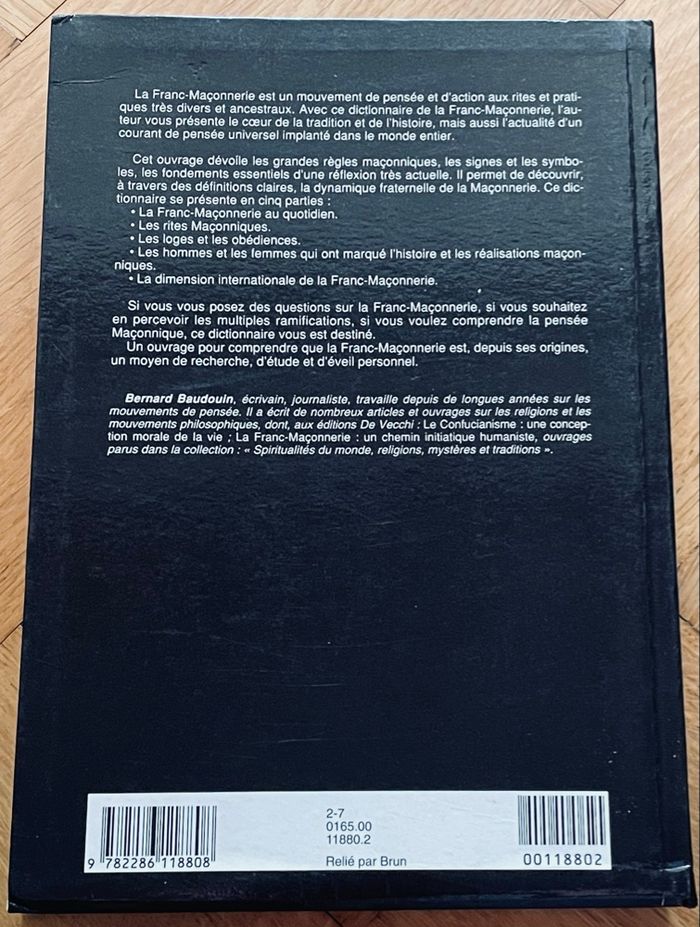 La Franc-Maçonnerie est un mouvement de pensée et d'action aux rites et prati-
ques très divers et ancestraux. Avec ce dictionnaire de la Franc-Maçonnerie, l'au-
teur vous présente le cœur de la tradition et de l'histoire, mais aussi l'actualité d'un
courant de pensée universel implanté dans le monde entier.
Cet ouvrage dévoile les grandes règles maçonniques, les signes et les symbo-
les, les fondements essentiels d'une réflexion très actuelle. Il permet de découvrir,
à travers des définitions claires, la dynamique fraternelle de la Maçonnerie. Ce dic-
tionnaire se présente en cinq parties :
• La Franc-Maçonnerie au quotidien.
• Les rites Maçonniques.
• Les loges et les obédiences.
• Les hommes et les femmes qui ont marqué l'histoire et les réalisations maçon-
niques.
• La dimension internationale de la Franc-Maçonnerie.
Si vous vous posez des questions sur la Franc-Maçonnerie, si vous souhaitez
en percevoir les multiples ramifications, si vous voulez comprendre la pensée
Maçonnique, ce dictionnaire vous est destiné.
Un ouvrage pour comprendre que la Franc-Maçonnerie est, depuis ses origines,
un moyen de recherche, d'étude et d'éveil personnel.
Bernard Baudouin, écrivain, journaliste, travaille depuis de longues années sur les
mouvements de pensée. Il a écrit de nombreux articles et ouvrages sur les religions et les
mouvements philosophiques, dont, aux éditions De Vecchi : Le Confucianisme : une concep-
tion morale de la vie ; La Franc-Maçonnerie : un chemin initiatique humaniste, ouvrages
parus dans la collection : « Spiritualités du monde, religions, mystères et traditions ».
9 782286 118808
2-7
0165.00
11880.2
Relié par Brun
00118802